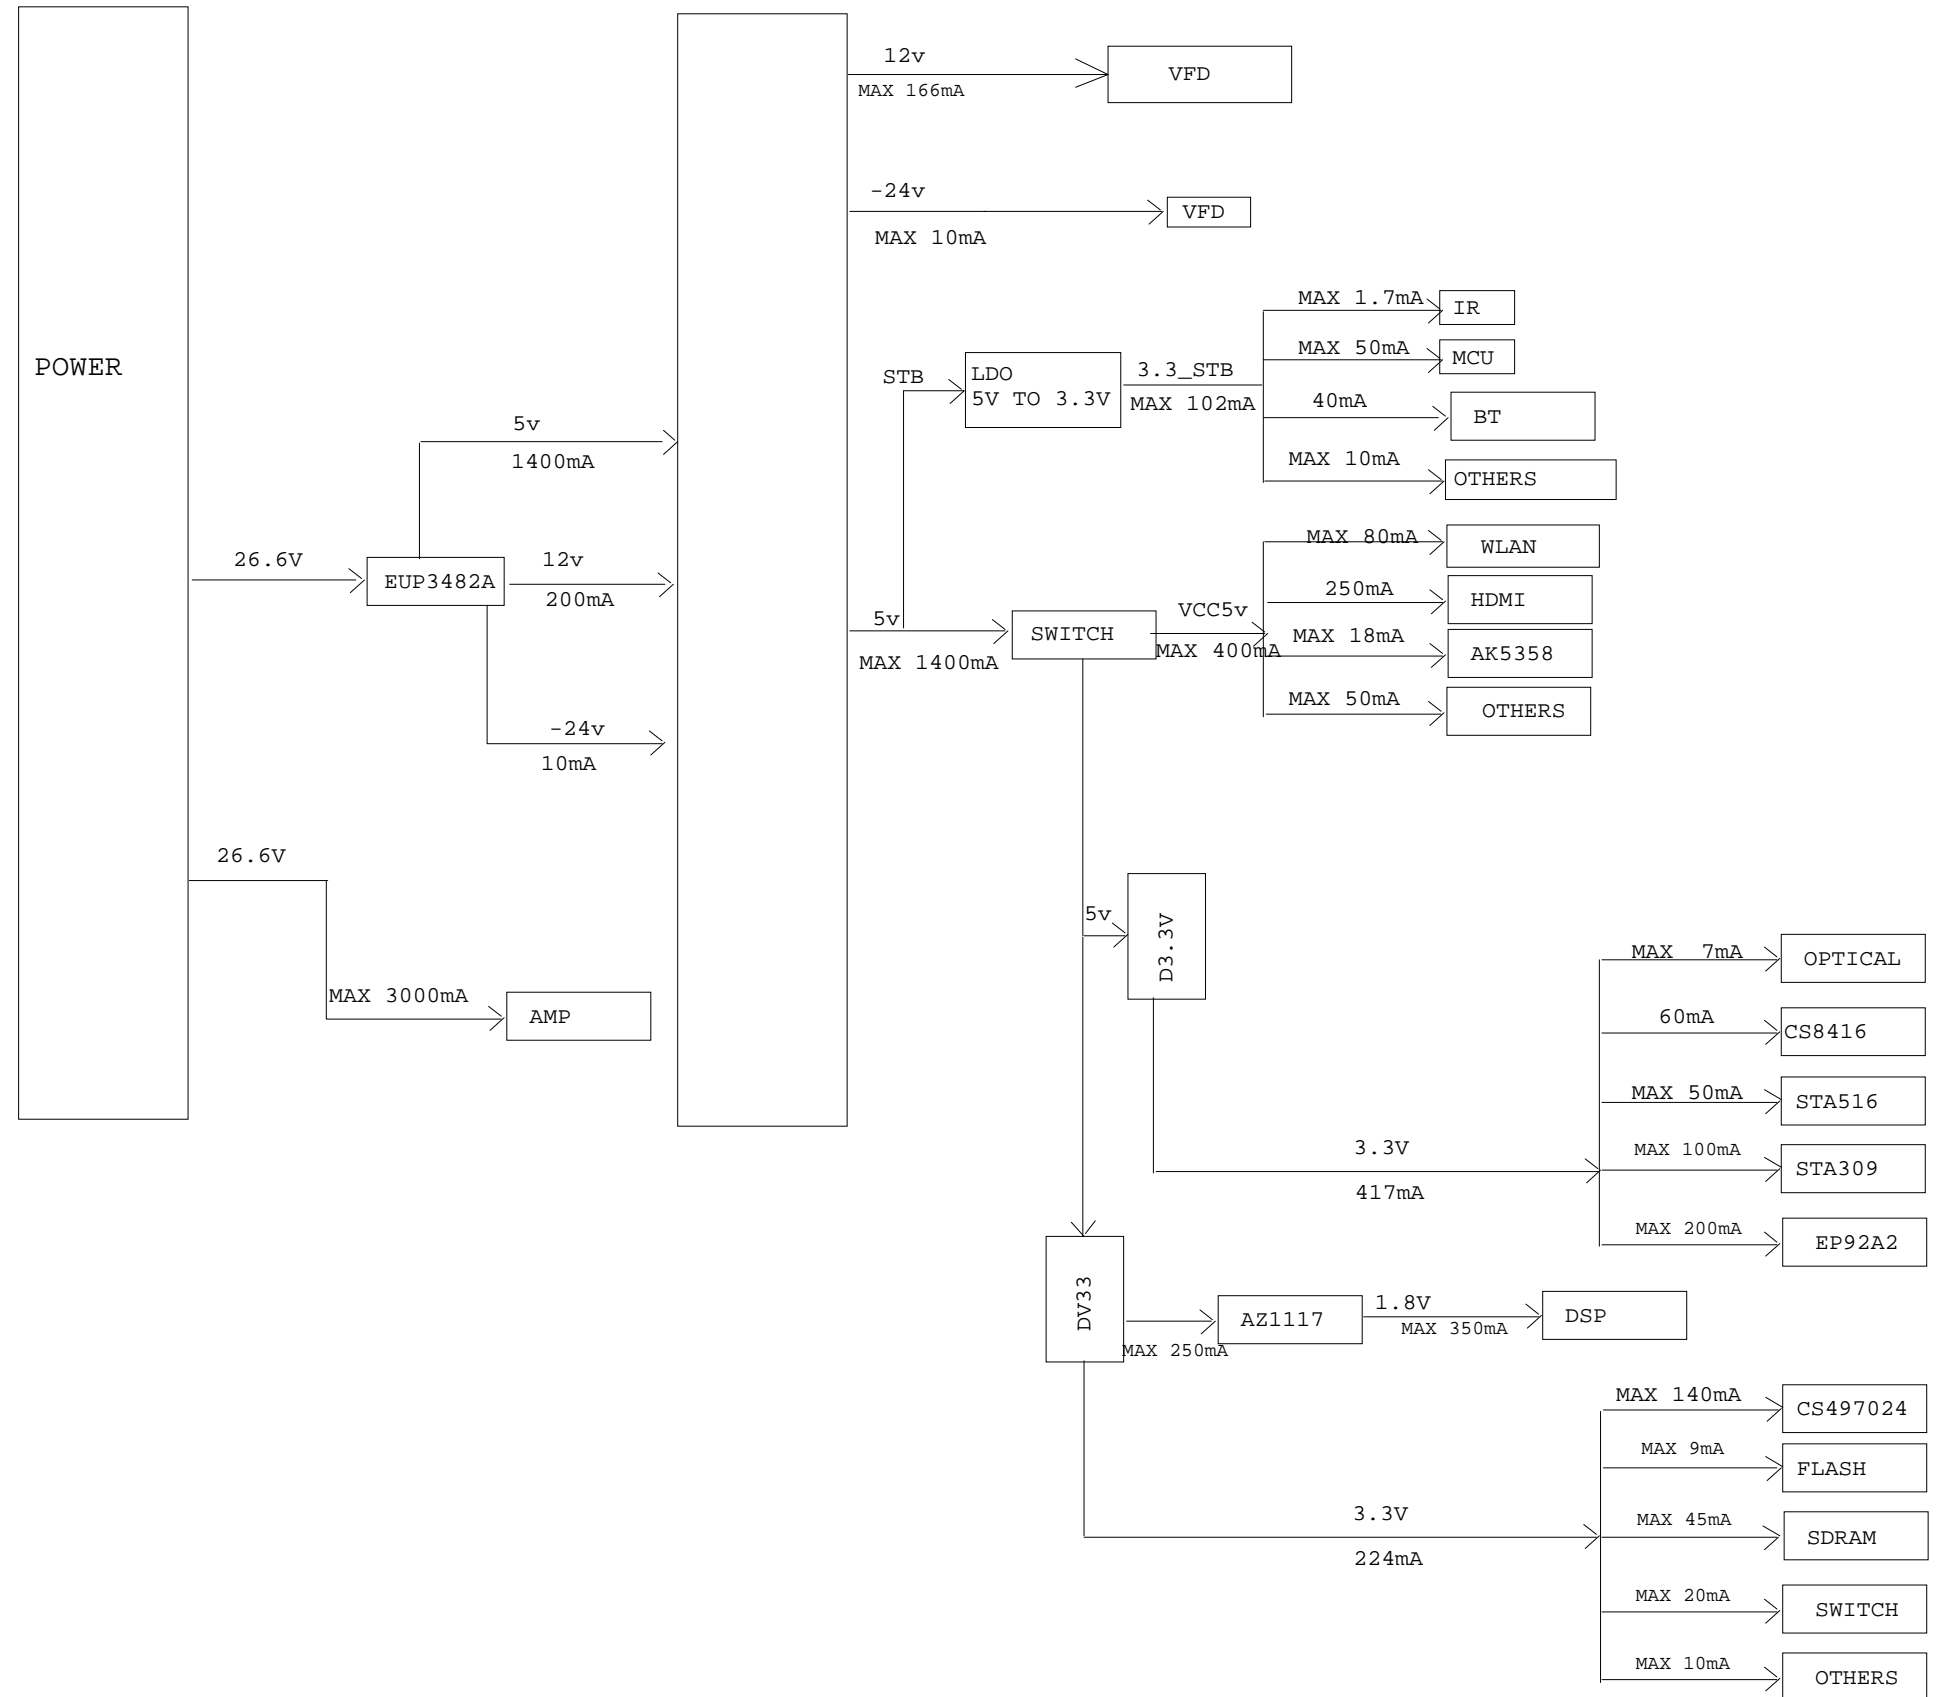 POWER
26.6V
EUP3482A
5v
1400mA
12v
200mA
-24v
10mA
26.6V
MAX 3000mA
AMP
12v
MAX 166mA
VFD
-24v
MAX 10mA
VFD
5v
MAX 1400mA
STB
LDO
5V TO 3.3V
3.3_STB
MAX 102mA
MAX 1.7mA
IR
MAX 50mA
MCU
40mA
BT
MAX 10mA
OTHERS
SWITCH
VCC5v
MAX 400mA
MAX 80mA
WLAN
250mA
HDMI
MAX 18mA
AK5358
MAX 50mA
OTHERS
5v
D3.3V
3.3V
417mA
MAX 7mA
OPTICAL
60mA
CS8416
MAX 50mA
STA516
MAX 100mA
STA309
MAX 200mA
EP92A2
DV33
MAX 250mA
AZ1117
1.8V
MAX 350mA
DSP
3.3V
224mA
MAX 140mA
CS497024
MAX 9mA
FLASH
MAX 45mA
SDRAM
MAX 20mA
SWITCH
MAX 10mA
OTHERS